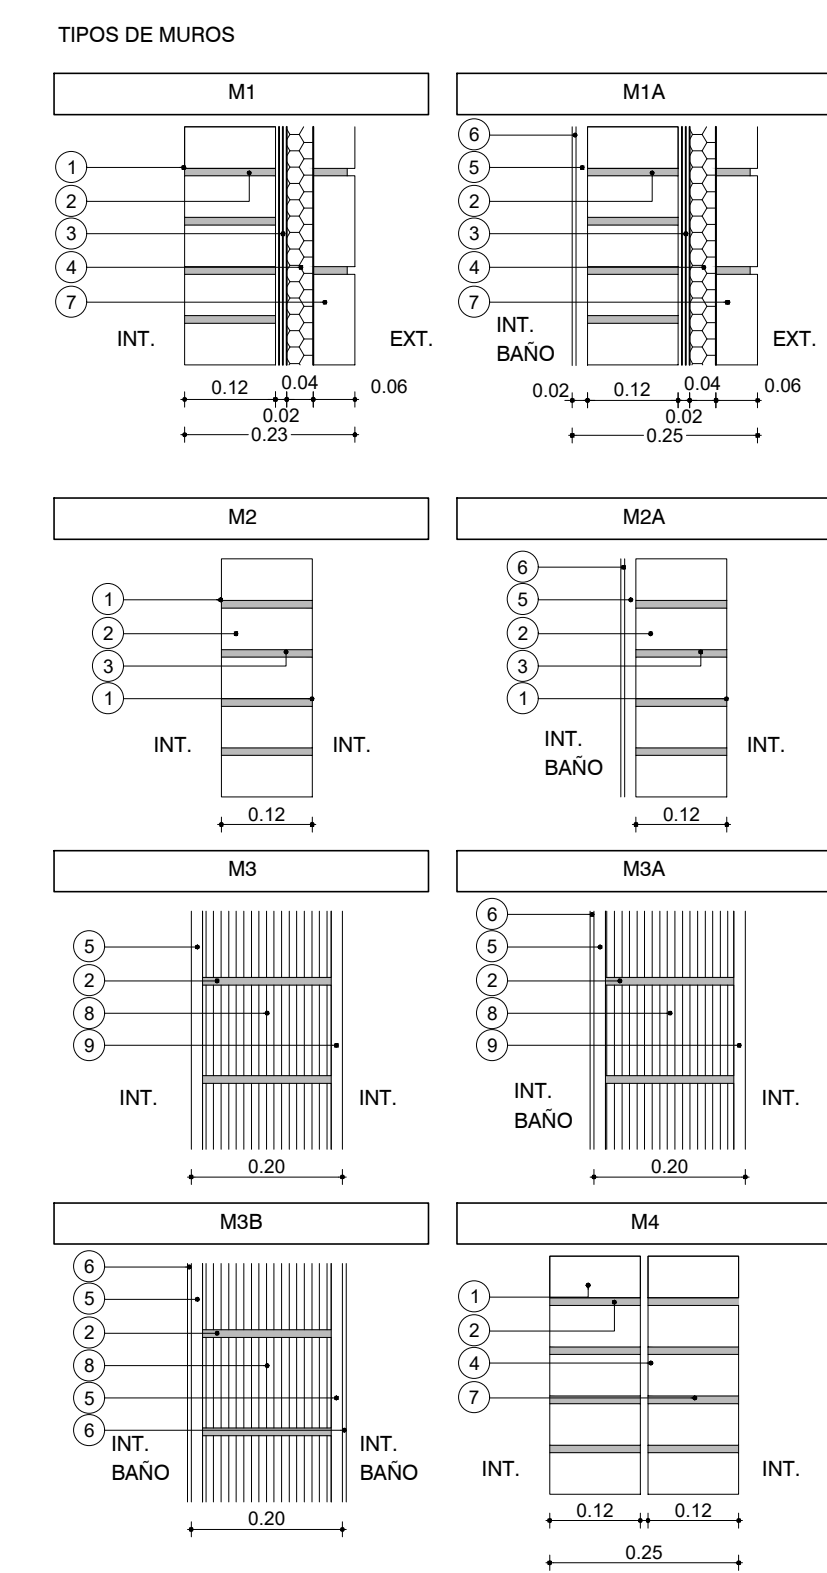 TIPOS DE MUROS
M1
1
2
3
4
7
INT.
EXT.
0.12
0.04
0.06
0.02
0.23
M1A
6
5
2
3
4
7
INT.
BAÑO
EXT.
0.02
0.12
0.04
0.06
0.02
0.25
M2
1
2
3
1
INT.
INT.
0.12
M2A
6
5
2
3
1
INT.
BAÑO
INT.
0.12
M3
5
2
8
9
INT.
INT.
0.20
M3A
6
5
2
8
9
INT.
BAÑO
INT.
0.20
M3B
6
5
2
8
5
6
INT.
BAÑO
INT.
BAÑO
0.20
M4
1
2
4
7
INT.
INT.
0.12
0.12
0.25